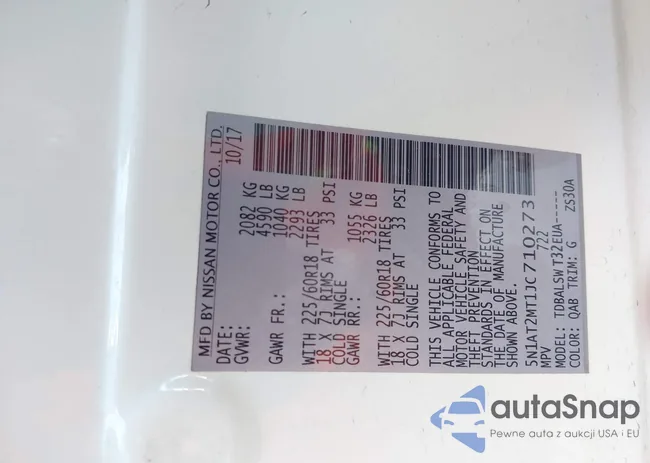 MFD BY NISSAN MOTOR CO., LTD.
DATE: 10/17
GVWR: 2082 KG
4590 LB
GAWR FR.: 1040 KG
2293 LB
WITH 225/60R18 TIRES
18 X 7J RIMS AT 33 PSI
COLD SINGLE
GAWR RR.: 1055 KG
2326 LB
WITH 225/60R18 TIRES
18 X 7J RIMS AT 33 PSI
COLD SINGLE
THIS VEHICLE CONFORMS TO
ALL APPLICABLE FEDERAL
MOTOR VEHICLE SAFETY AND
THEFT PREVENTION
STANDARDS IN EFFECT ON
THE DATE OF MANUFACTURE
SHOWN ABOVE.
5N1AT2MT1JC710273
MPV 722
MODEL: TDBALSW T32EUA-----
COLOR: QAB TRIM: G ZS30A
autaSnap
Pewne auta z aukcji USA i EU